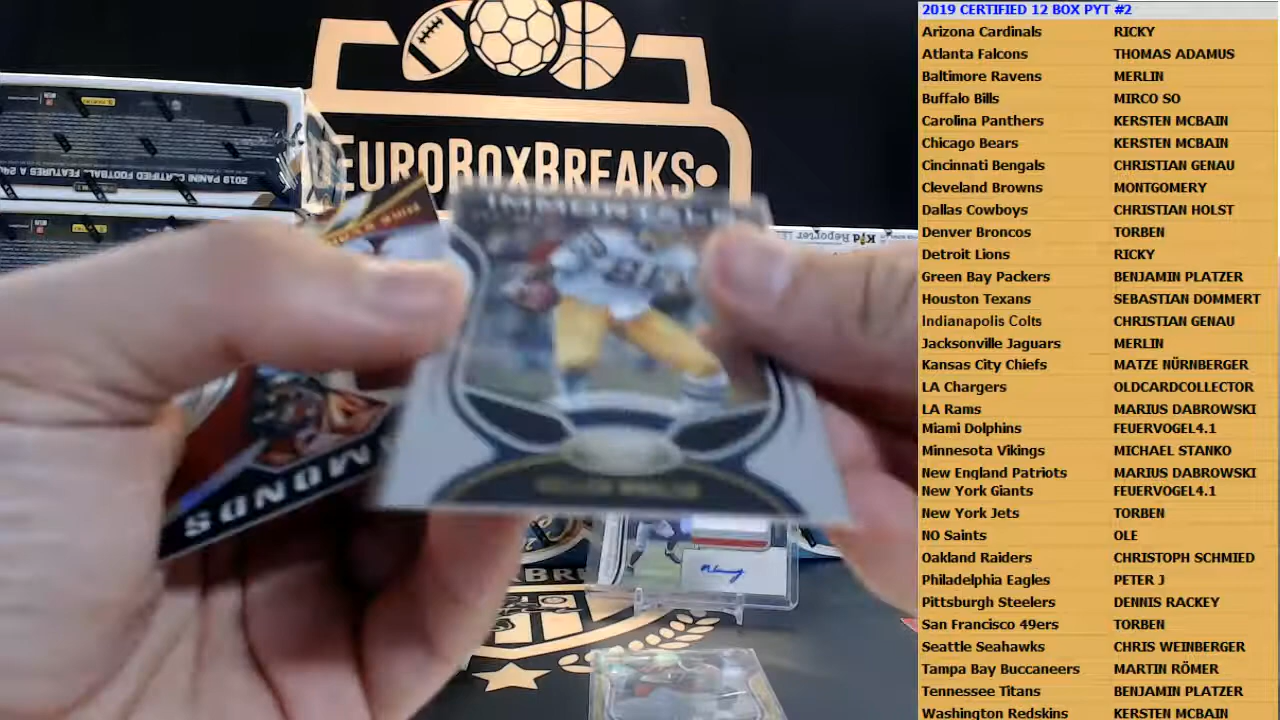 2019 CERTIFIED 12 BOX PYT #2
Arizona Cardinals RICKY
Atlanta Falcons THOMAS ADAMUS
Baltimore Ravens MERLIN
Buffalo Bills MIRCO SO
Carolina Panthers KERSTEN MCBAIN
Chicago Bears KERSTEN MCBAIN
Cincinnati Bengals CHRISTIAN GENAU
Cleveland Browns MONTGOMERY
Dallas Cowboys CHRISTIAN HOLST
Denver Broncos TORBEN
Detroit Lions RICKY
Green Bay Packers BENJAMIN PLATZER
Houston Texans SEBASTIAN DOMMERT
Indianapolis Colts CHRISTIAN GENAU
Jacksonville Jaguars MERLIN
Kansas City Chiefs MATZE NÜRNBERGER
LA Chargers OLDCARDCOLLECTOR
LA Rams MARIUS DABROWSKI
Miami Dolphins FEUERVOGEL4.1
Minnesota Vikings MICHAEL STANKO
New England Patriots MARIUS DABROWSKI
New York Giants FEUERVOGEL4.1
New York Jets TORBEN
NO Saints OLE
Oakland Raiders CHRISTOPH SCHMIED
Philadelphia Eagles PETER J
Pittsburgh Steelers DENNIS RACKEY
San Francisco 49ers TORBEN
Seattle Seahawks CHRIS WEINBERGER
Tampa Bay Buccaneers MARTIN RÖMER
Tennessee Titans BENJAMIN PLATZER
Washington Redskins KERSTEN MCBAIN
EUROBOXBREAKS
2019 PANINI CERTIFIED FOOTBALL FEATURES A
Kid Reporter
IMMORTALS
MONDS